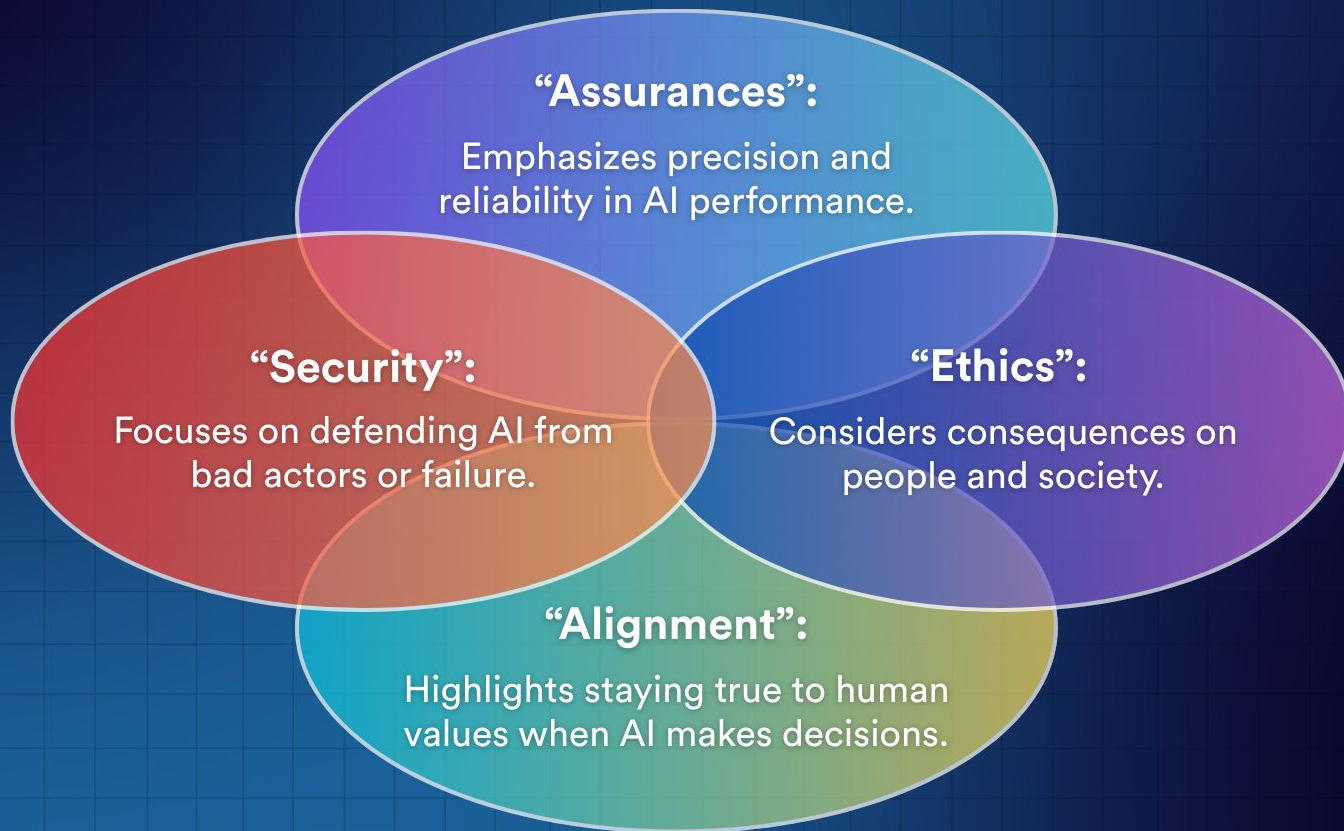 “Assurances”:
Emphasizes precision and
reliability in AI performance.
“Security”:
Focuses on defending AI from
bad actors or failure.
“Ethics”:
Considers consequences on
people and society.
“Alignment”:
Highlights staying true to human
values when AI makes decisions.